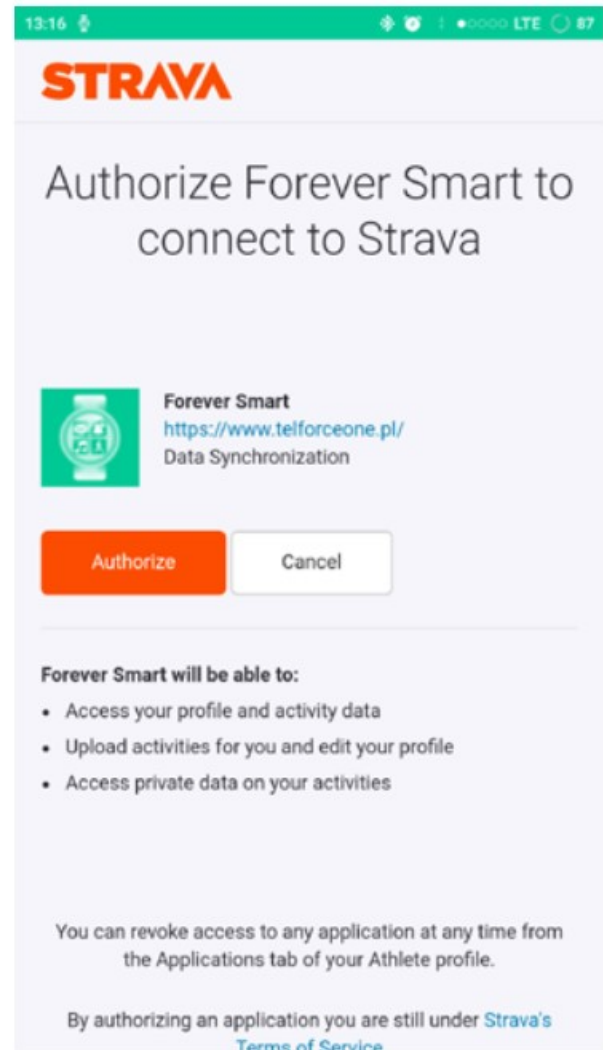 13:16 LTE 87
STRAVA
Authorize Forever Smart to
connect to Strava
Forever Smart
https://www.telforceone.pl/
Data Synchronization
Authorize Cancel
Forever Smart will be able to:
• Access your profile and activity data
• Upload activities for you and edit your profile
• Access private data on your activities
You can revoke access to any application at any time from
the Applications tab of your Athlete profile.
By authorizing an application you are still under Strava's
Terms of Service